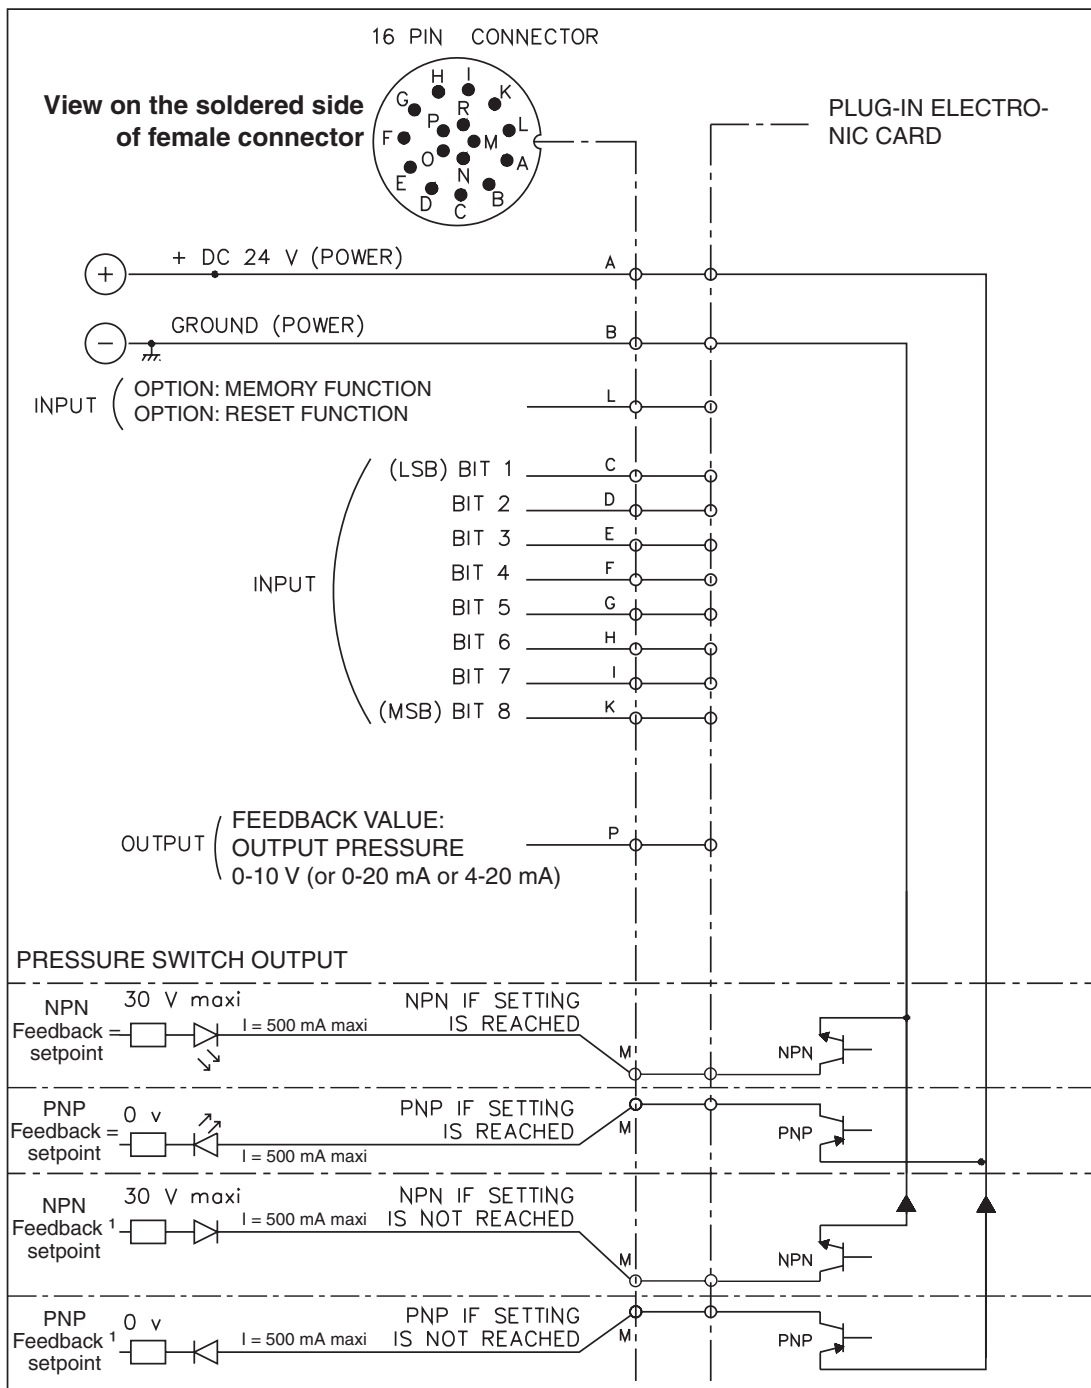 16 PIN CONNECTOR
View on the soldered side
of female connector
H I
G K
R
P L
F M
O A
N
E B
D C
PLUG-IN ELECTRO-
NIC CARD
+ + DC 24 V (POWER) A
- GROUND (POWER) B
INPUT
OPTION: MEMORY FUNCTION
OPTION: RESET FUNCTION
L
INPUT
(LSB) BIT 1 C
BIT 2 D
BIT 3 E
BIT 4 F
BIT 5 G
BIT 6 H
BIT 7 I
(MSB) BIT 8 K
OUTPUT
FEEDBACK VALUE:
OUTPUT PRESSURE
0-10 V (or 0-20 mA or 4-20 mA)
P
PRESSURE SWITCH OUTPUT
NPN
Feedback =
setpoint
30 V maxi
I = 500 mA maxi
NPN IF SETTING
IS REACHED
M
NPN
PNP
Feedback =
setpoint
0 v
I = 500 mA maxi
PNP IF SETTING
IS REACHED
M
PNP
NPN
Feedback 1
setpoint
30 V maxi
I = 500 mA maxi
NPN IF SETTING
IS NOT REACHED
M
NPN
PNP
Feedback 1
setpoint
0 v
I = 500 mA maxi
PNP IF SETTING
IS NOT REACHED
M
PNP